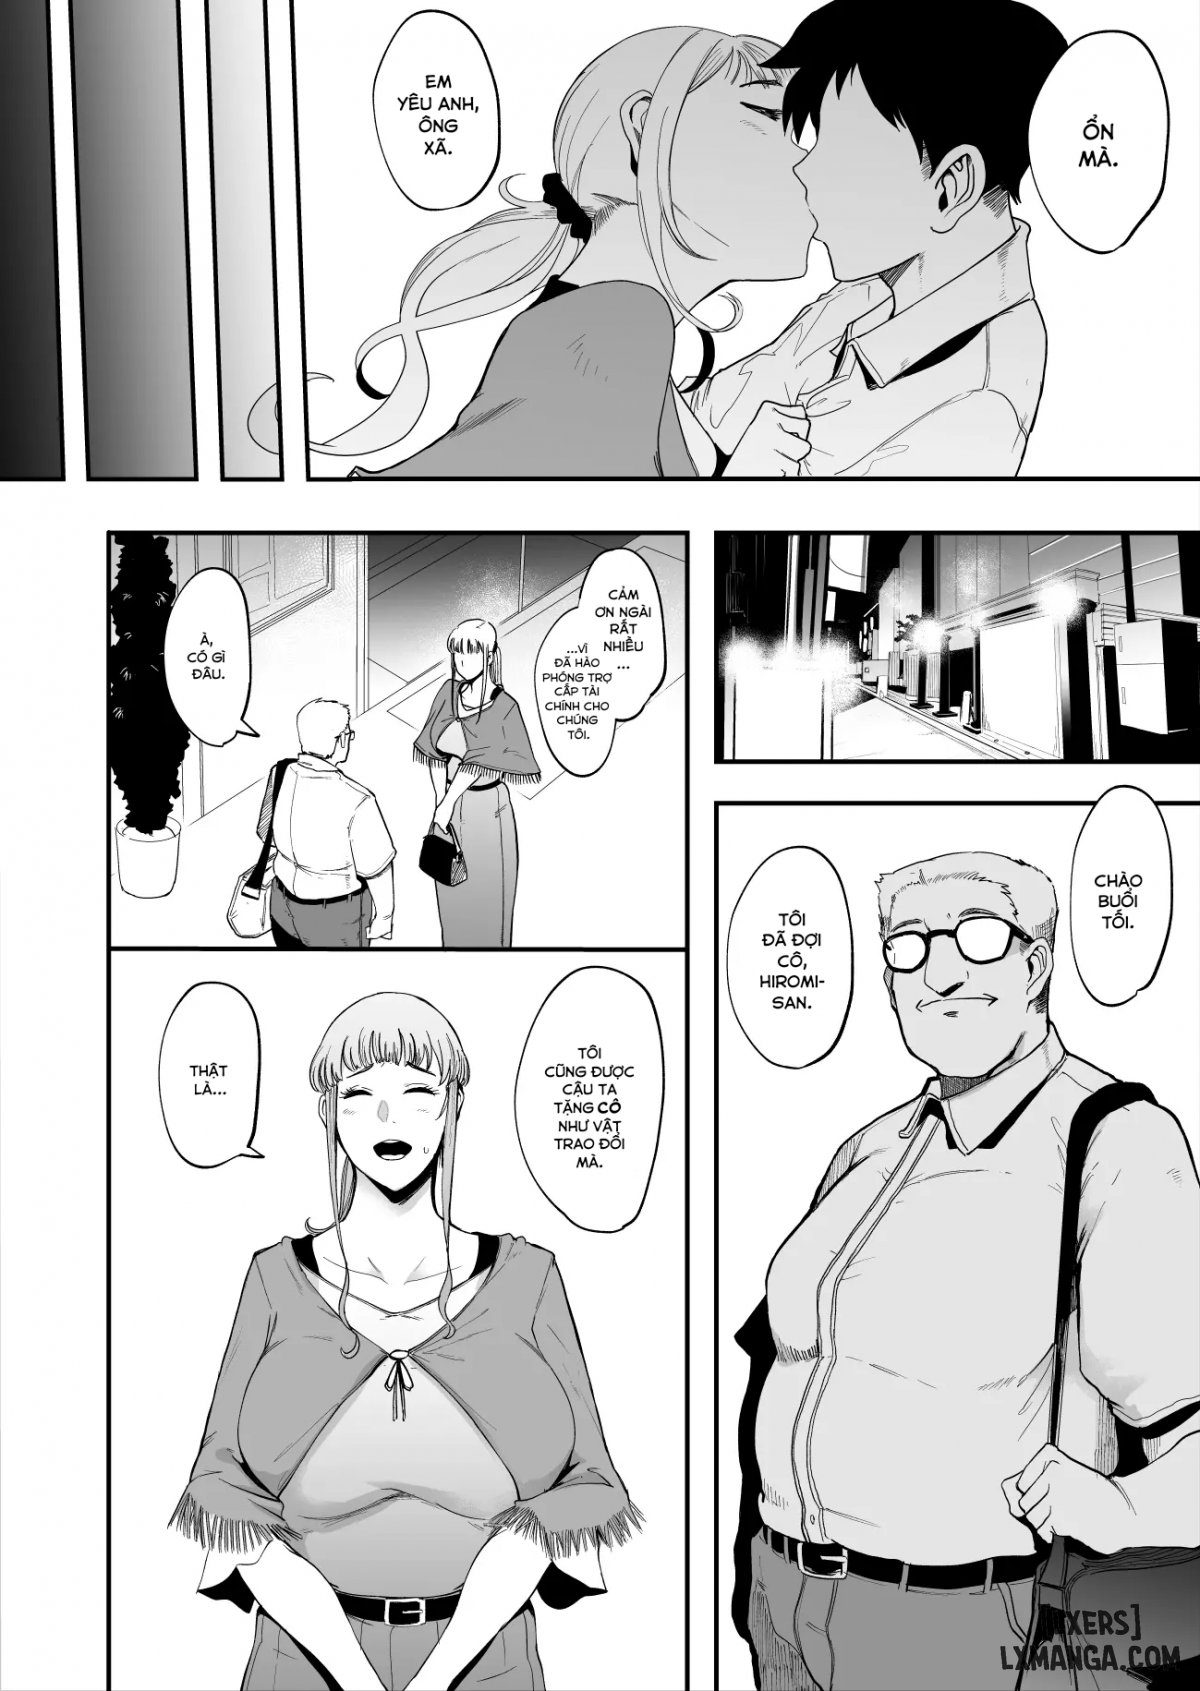 ỔN
MÀ.
EM
YÊU ANH,
ÔNG
XÃ.
CHÀO
BUỔI
TỐI.
TÔI
ĐÃ ĐỢI
CÔ,
HIROMI-
SAN.
CẢM
ƠN NGÀI
RẤT
NHIỀU
...
...VÌ
ĐÃ HÀO
PHÓNG TRỢ
CẤP TÀI
CHÍNH CHO
CHÚNG
TÔI.
À,
CÓ GÌ
ĐÂU.
TÔI
CŨNG ĐƯỢC
CẬU TA
TẶNG CÔ
NHƯ VẬT
TRAO ĐỔI
MÀ.
THẬT
LÀ...
LXMANGA.COM